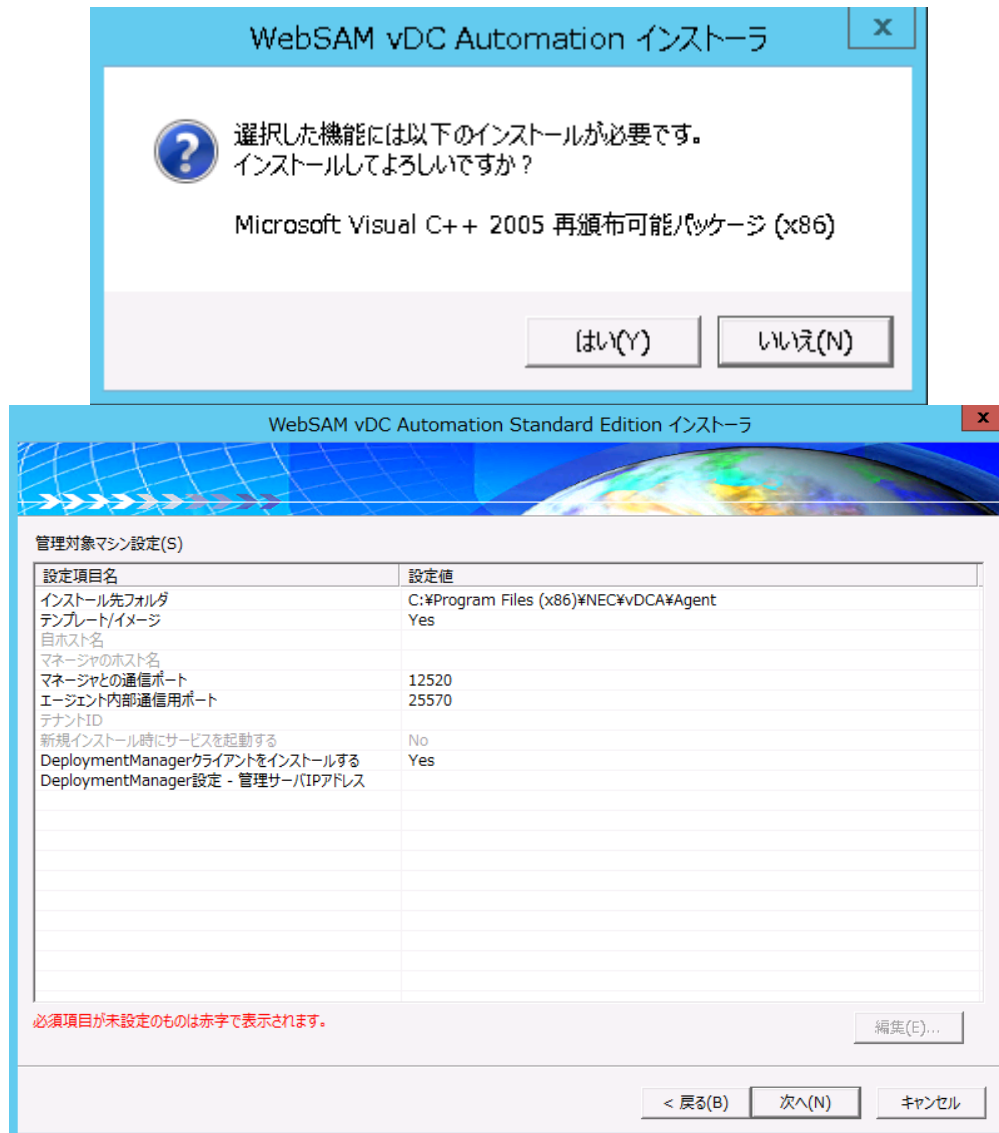 WebSAM vDC Automation インストーラ
x
選択した機能には以下のインストールが必要です。
インストールしてよろしいですか？
Microsoft Visual C++ 2005 再頒布可能パッケージ (x86)
はい(Y)
いいえ(N)
WebSAM vDC Automation Standard Edition インストーラ
x
管理対象マシン設定(S)
設定項目名 設定値
インストール先フォルダ C:¥Program Files (x86)¥NEC¥vDCA¥Agent
テンプレート/イメージ Yes
自ホスト名
マネージャのホスト名
マネージャとの通信ポート 12520
エージェント内部通信用ポート 25570
テナントID
新規インストール時にサービスを起動する No
DeploymentManagerクライアントをインストールする Yes
DeploymentManager設定 - 管理サーバIPアドレス
必須項目が未設定のものは赤字で表示されます。
編集(E)...
< 戻る(B)
次へ(N)
キャンセル